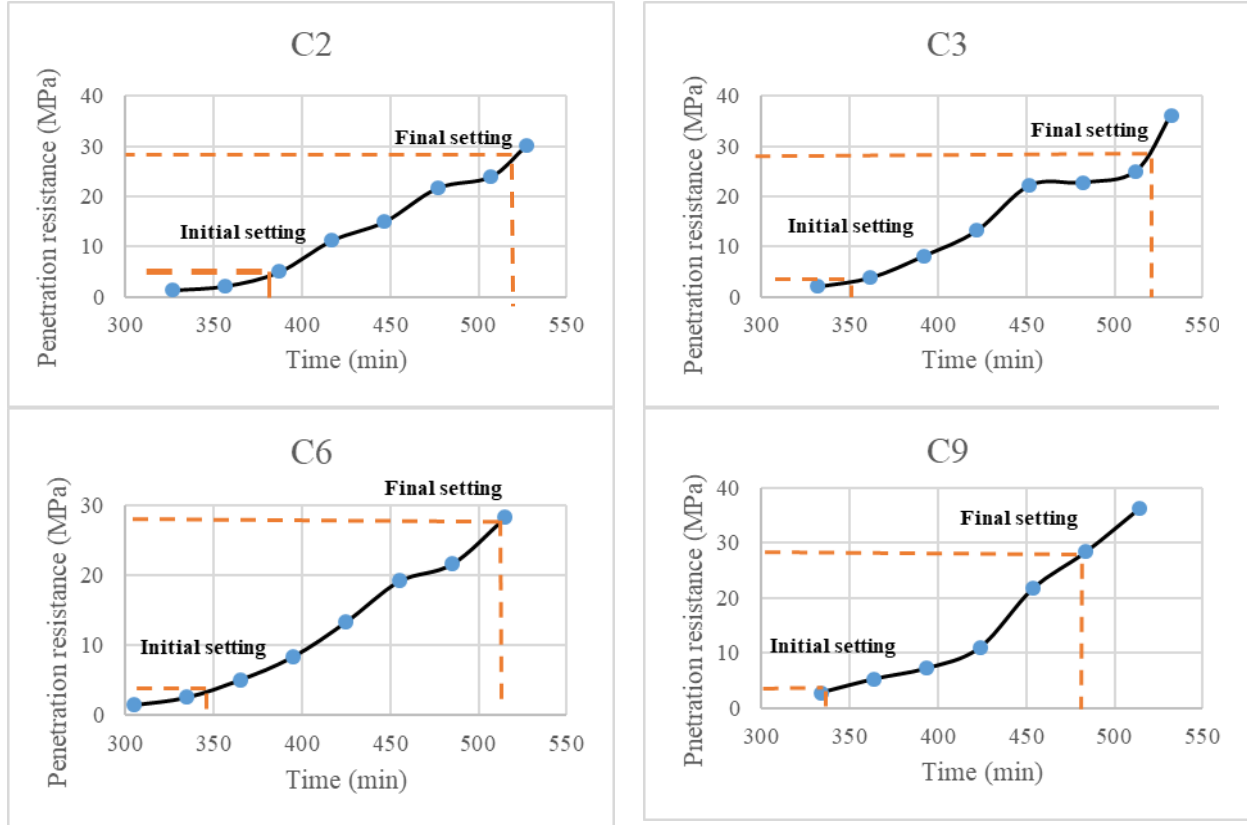 C2
Penetration resistance (MPa)
40
30
20
10
0
Final setting
Initial setting
300 350 400 450 500 550
Time (min)
C3
Penetration resistance (MPa)
40
30
20
10
0
Final setting
Initial setting
300 350 400 450 500 550
Time (min)
C6
Penetration resistance (MPa)
30
20
10
0
Final setting
Initial setting
300 350 400 450 500 550
Time (min)
C9
Pnetration resistance (MPa)
40
30
20
10
0
Final setting
Initial setting
300 350 400 450 500 550
Time (min)